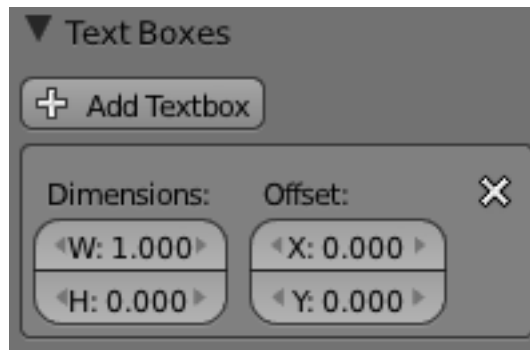 Text Boxes
Add Textbox
Dimensions: Offset:
W: 1.000 X: 0.000
H: 0.000 Y: 0.000